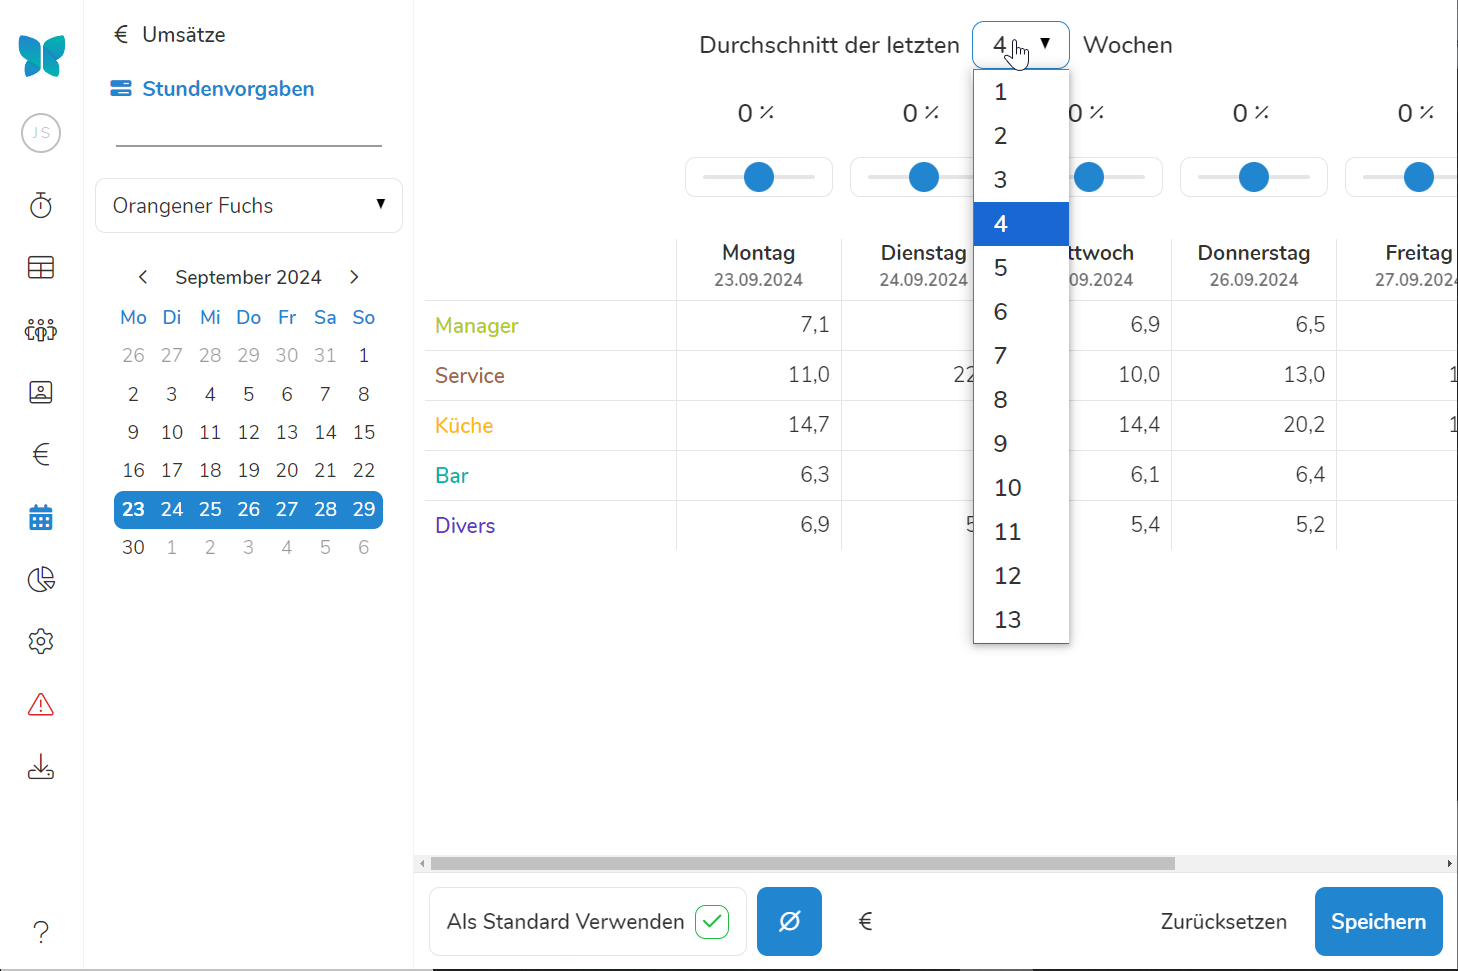 € Umsätze
Stundenvorgaben
JS
Orangener Fuchs
September 2024
Mo Di Mi Do Fr Sa So
26 27 28 29 30 31 1
2 3 4 5 6 7 8
9 10 11 12 13 14 15
16 17 18 19 20 21 22
23 24 25 26 27 28 29
30 1 2 3 4 5 6
€
?
Durchschnitt der letzten 4 Wochen
1
2
3
4
5
6
7
8
9
10
11
12
13
0 % 0 % 0 % 0 % 0 %
Montag Dienstag ttwoch Donnerstag Freitag
23.09.2024 24.09.2024 09.2024 26.09.2024 27.09.2024
Manager 7,1 6,9 6,5
Service 11,0 22 10,0 13,0 1
Küche 14,7 14,4 20,2 1
Bar 6,3 6,1 6,4
Divers 6,9 5 5,4 5,2
Als Standard Verwenden Ø € Zurücksetzen Speichern